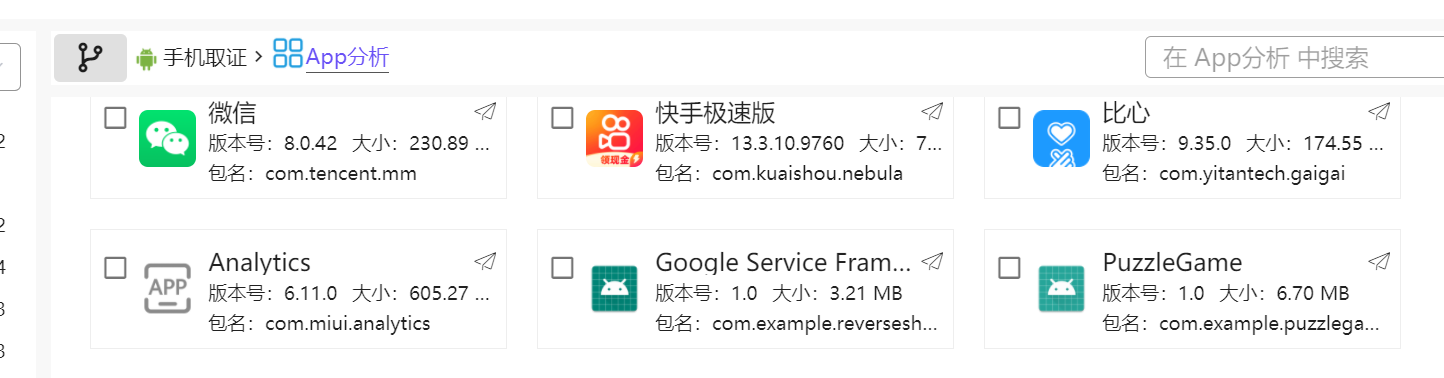 手机取证 > App分析
在 App分析 中搜索
微信
版本号：8.0.42 大小：230.89 ...
包名：com.tencent.mm
快手极速版
版本号：13.3.10.9760 大小：7...
包名：com.kuaishou.nebula
领现金
比心
版本号：9.35.0 大小：174.55 ...
包名：com.yitantech.gaigai
Analytics
版本号：6.11.0 大小：605.27 ...
包名：com.miui.analytics
APP
Google Service Fram...
版本号：1.0 大小：3.21 MB
包名：com.example.reversesh...
PuzzleGame
版本号：1.0 大小：6.70 MB
包名：com.example.puzzlega...
2
2
4
3
3